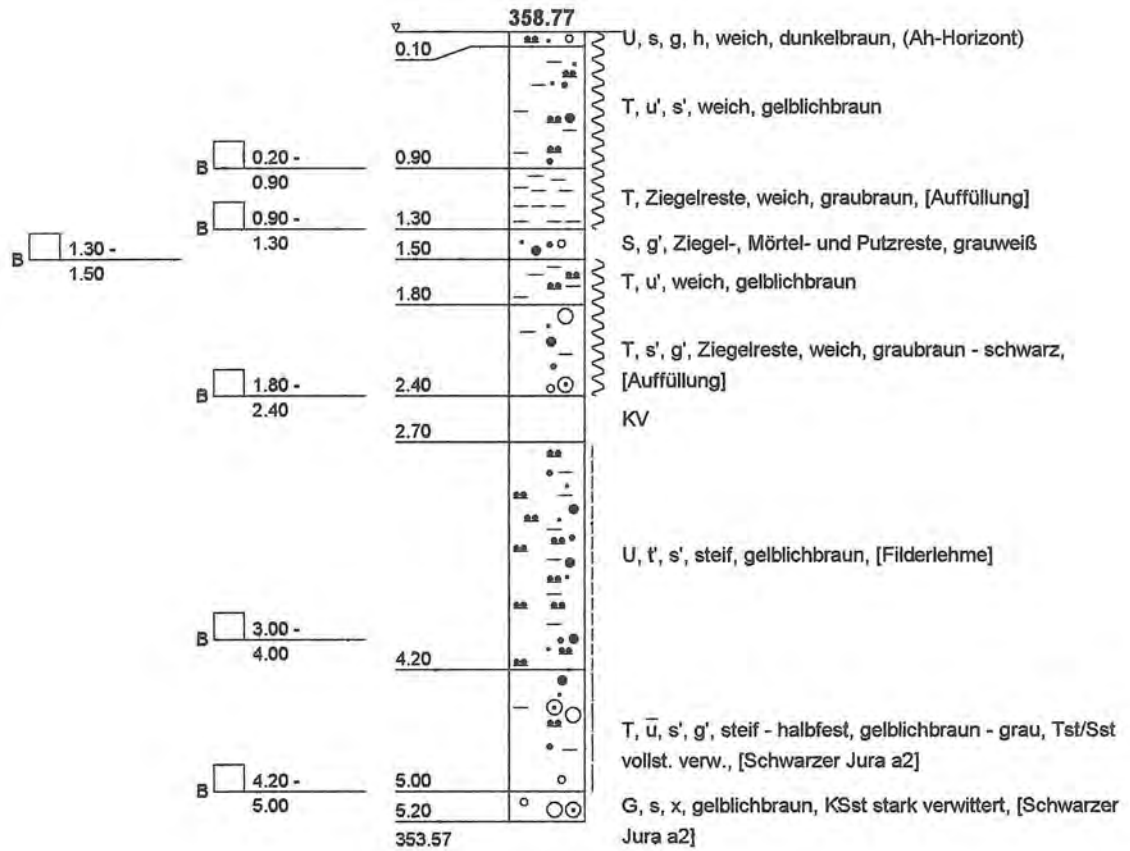 358.77
U, s, g, h, weich, dunkelbraun, (Ah-Horizont)
0.10
T, u', s', weich, gelblichbraun
B 0.20 -
0.90
0.90
T, Ziegelreste, weich, graubraun, [Auffüllung]
B 0.90 -
1.30
1.30
S, g', Ziegel-, Mörtel- und Putzreste, grauweiß
B 1.30 -
1.50
1.50
T, u', weich, gelblichbraun
1.80
T, s', g', Ziegelreste, weich, graubraun - schwarz,
[Auffüllung]
B 1.80 -
2.40
2.40
KV
2.70
U, t', s', steif, gelblichbraun, [Filderlehme]
B 3.00 -
4.00
4.20
T, ū, s', g', steif - halbfest, gelblichbraun - grau, Tst/Sst
vollst. verw., [Schwarzer Jura a2]
B 4.20 -
5.00
5.00
G, s, x, gelblichbraun, KSst stark verwittert, [Schwarzer
Jura a2]
5.20
353.57